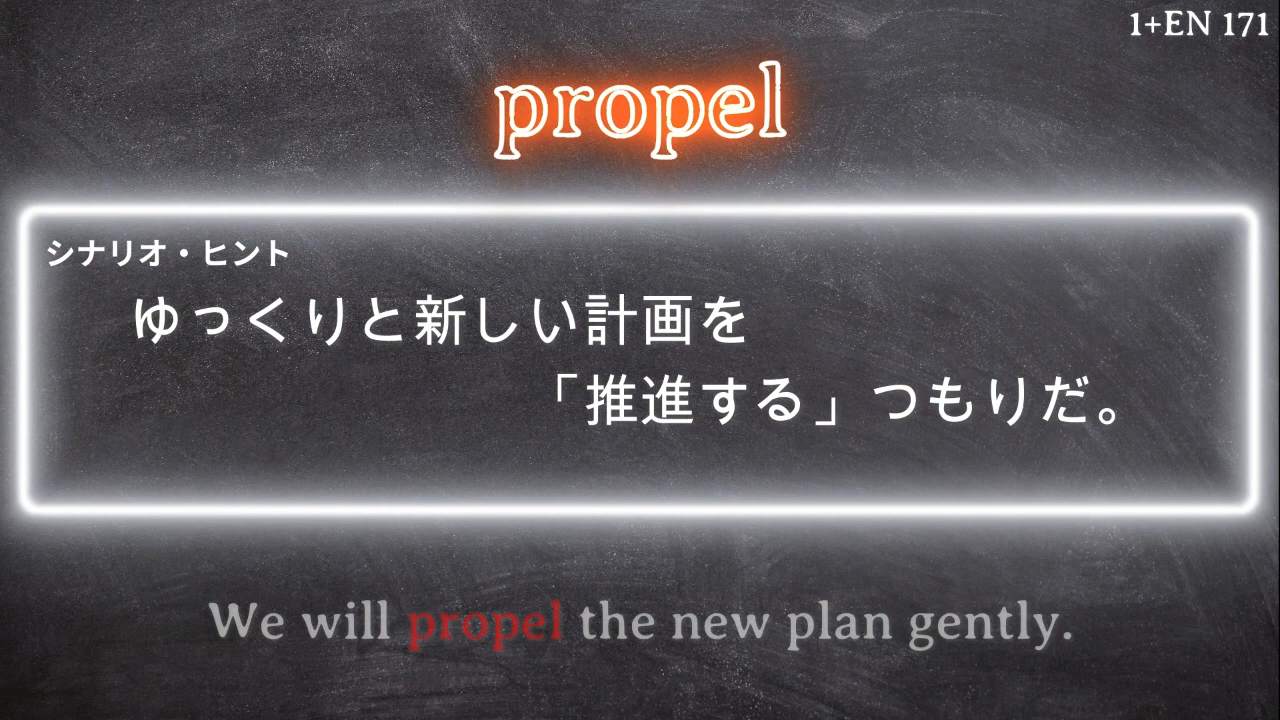 1+EN 171
propel
シナリオ・ヒント
ゆっくりと新しい計画を
「推進する」つもりだ。
We will propel the new plan gently.